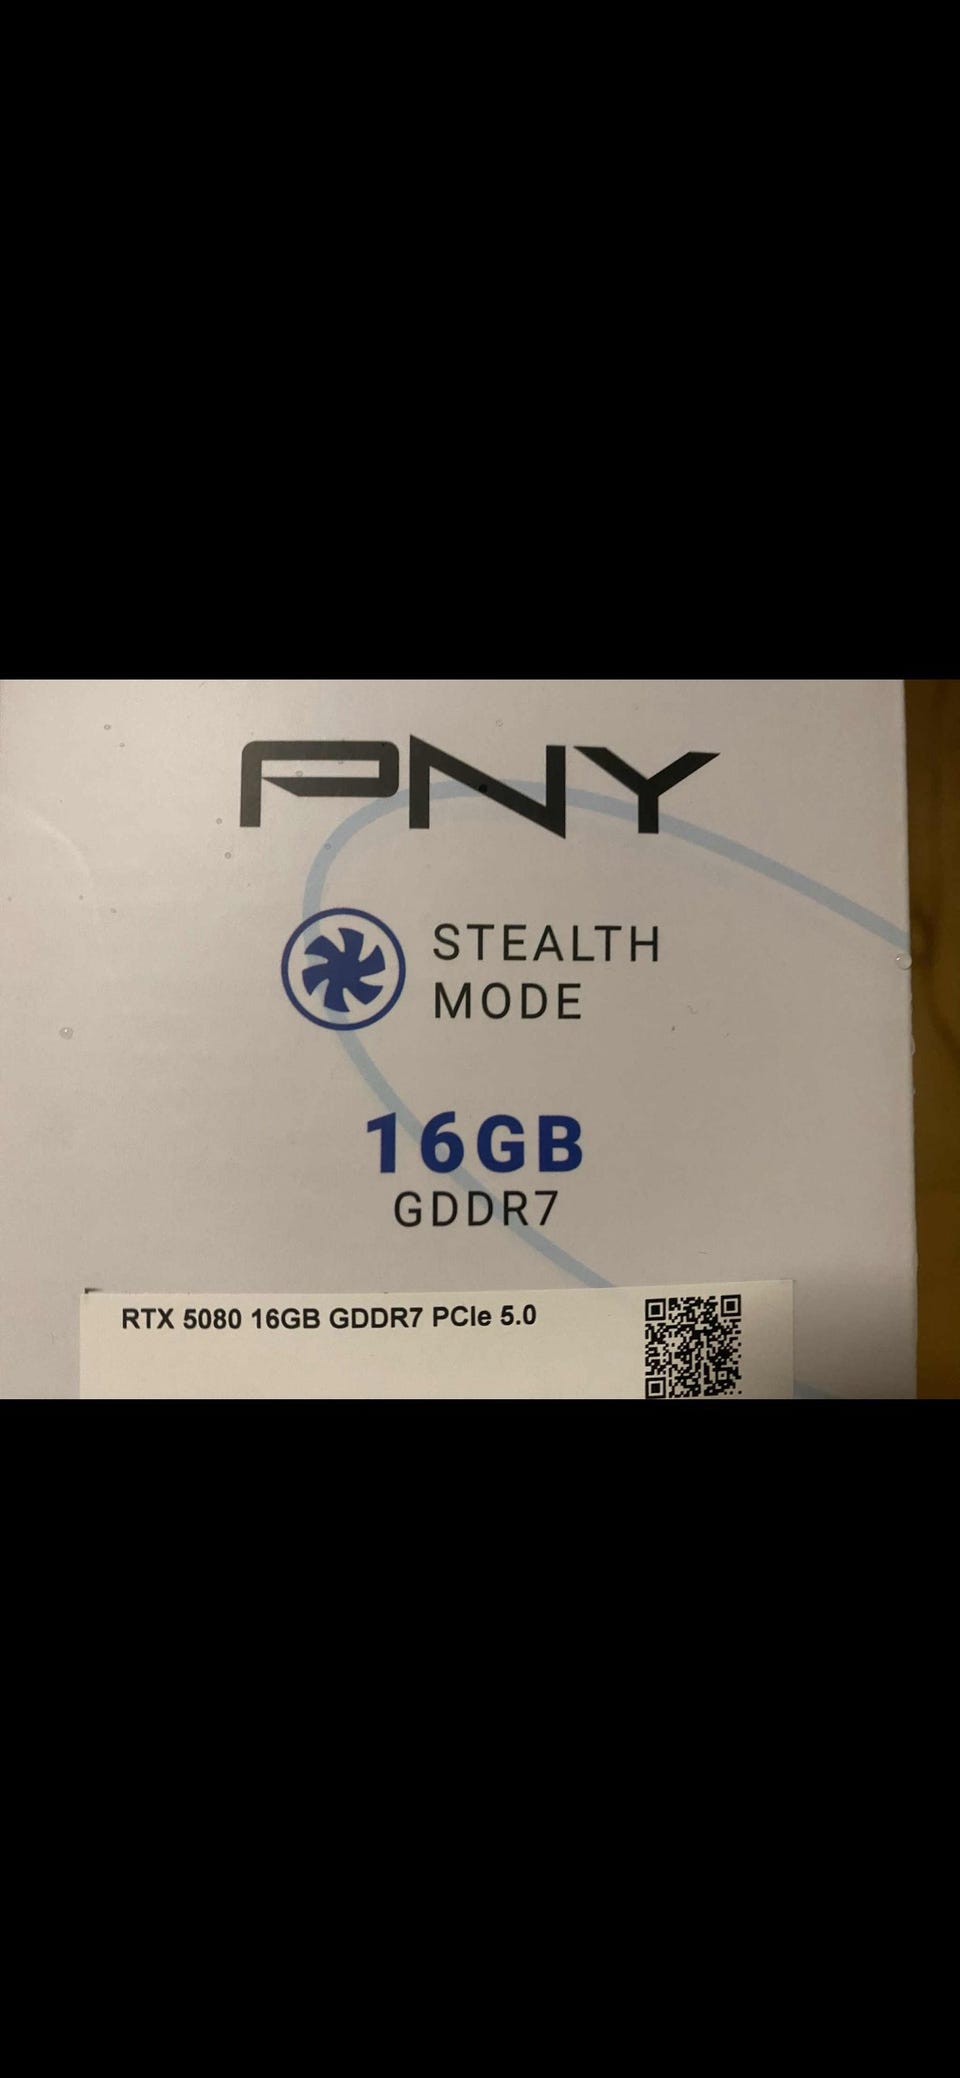 PNY
STEALTH
MODE
16GB
GDDR7
RTX 5080 16GB GDDR7 PCIe 5.0